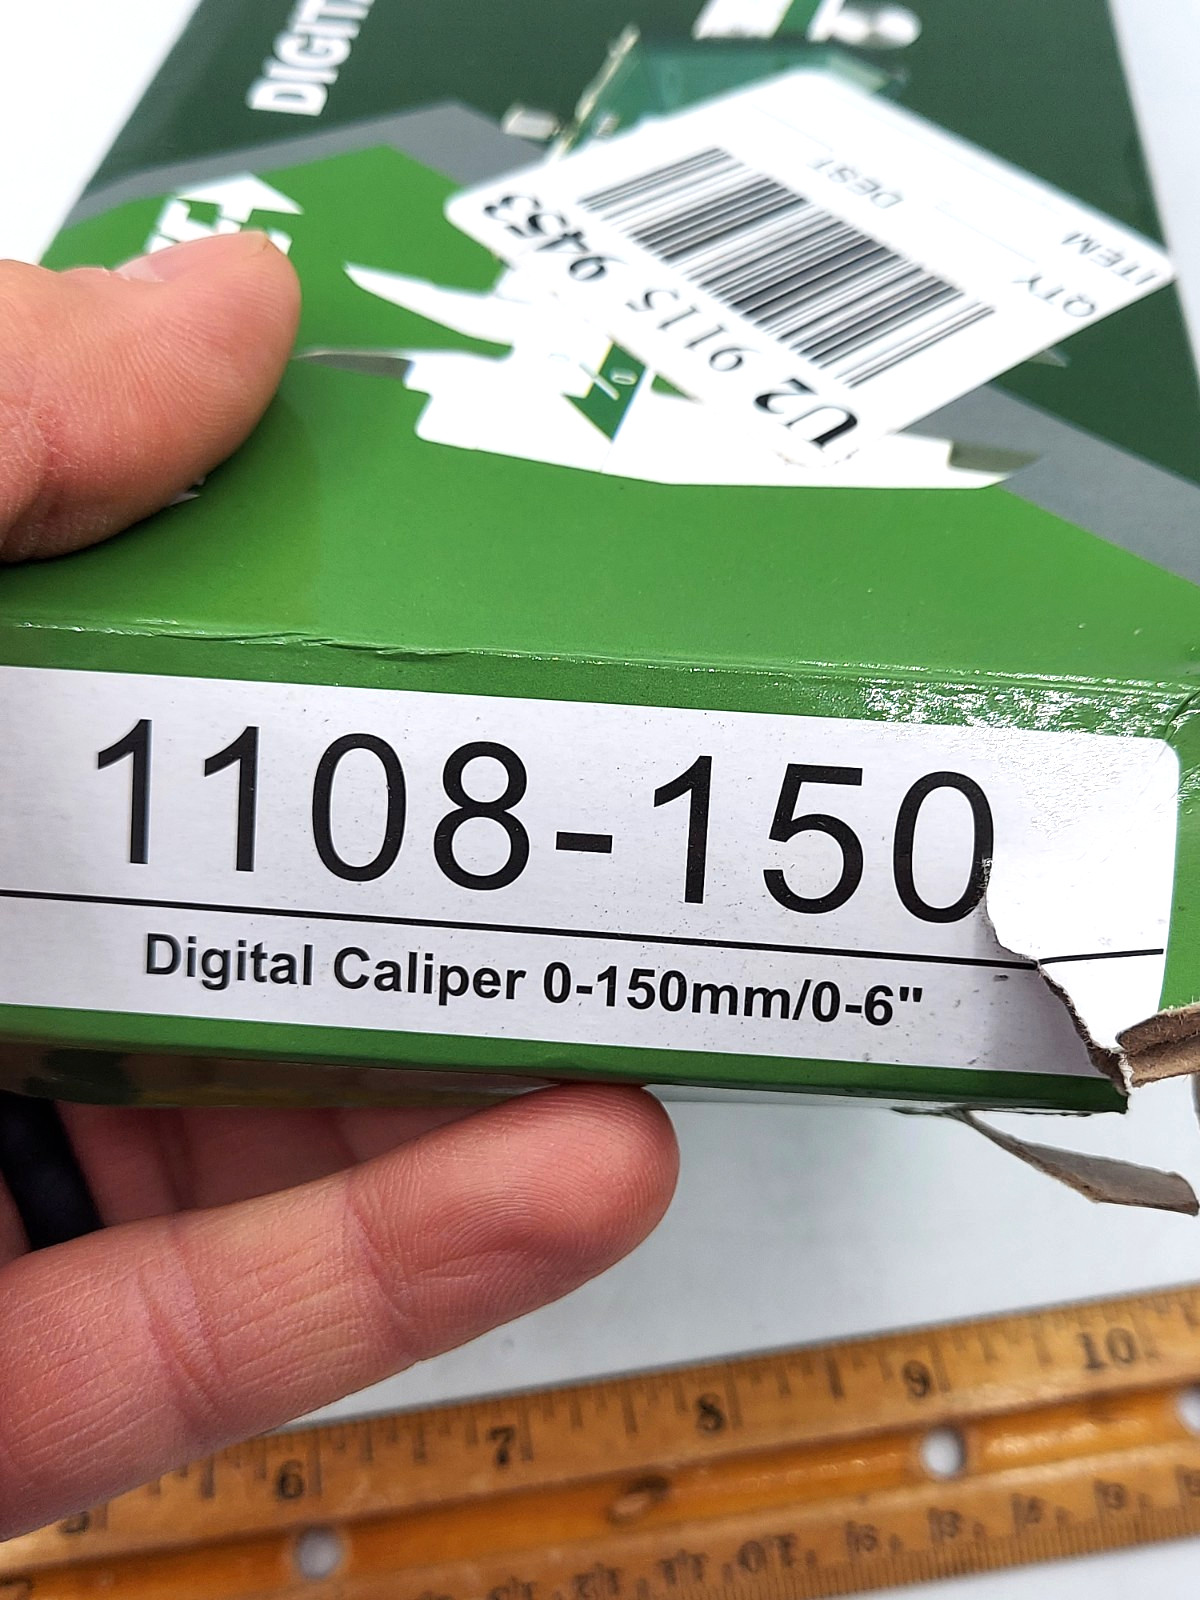 DIGIT
DEST
ITEM
QTY
U2 9115 9453
1108-150
Digital Caliper 0-150mm/0-6"
6 7 8 9 10